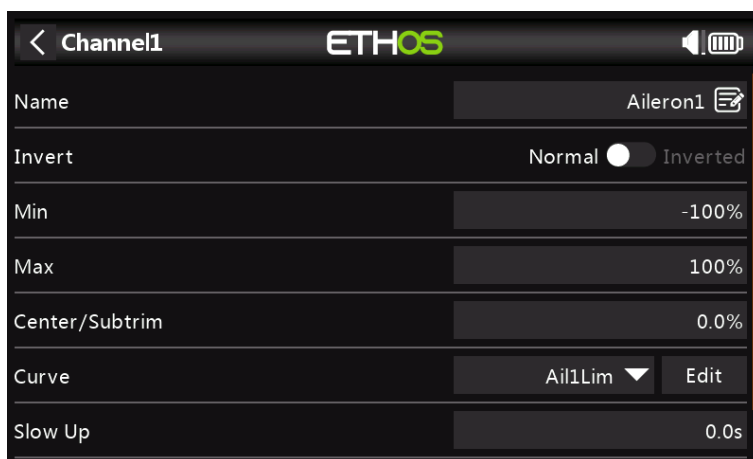 Channel1 ETHOS
Name Aileron1
Invert Normal Inverted
Min -100%
Max 100%
Center/Subtrim 0.0%
Curve Ail1Lim Edit
Slow Up 0.0s